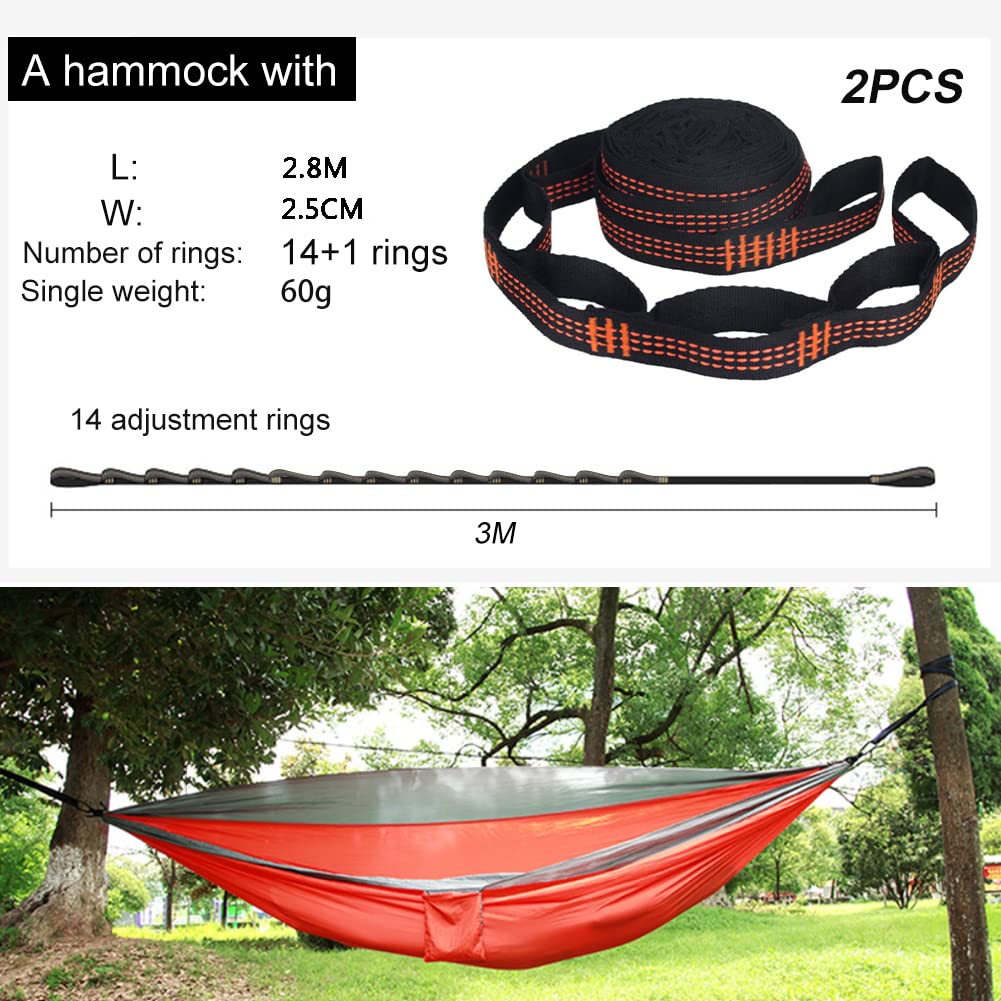 A hammock with
2PCS
L: 2.8M
W: 2.5CM
Number of rings: 14+1 rings
Single weight: 60g
14 adjustment rings
3M